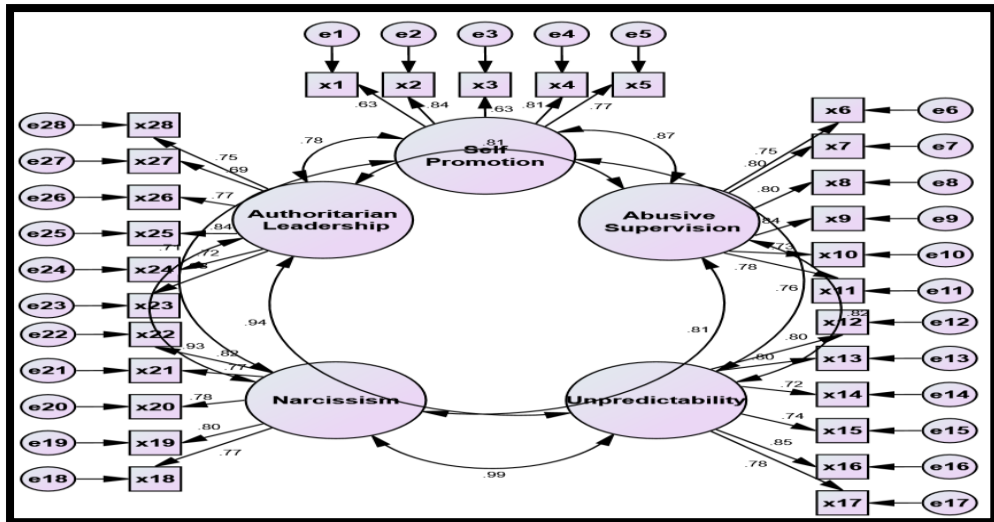 e1 e2 e3 e4 e5
x1 x2 x3 x4 x5
.63 .84 .63 .81 .77
.78 .81 .87
Self
Promotion
e28 x28
e27 x27
e26 x26
e25 x25
e24 x24
e23 x23
e22 x22
e21 x21
e20 x20
e19 x19
e18 x18
.75
.69
.77
.84
.71
.72
Authoritarian
Leadership
Abusive
Supervision
.75
.80
.80
.84
.73
.78
.76
x6 e6
x7 e7
x8 e8
x9 e9
x10 e10
x11 e11
x12 e12
x13 e13
x14 e14
x15 e15
x16 e16
x17 e17
.94
.81
.82
.93
.82
.77
.78
.80
.77
Narcissism
Unpredictability
.80
.80
.72
.74
.85
.78
.99